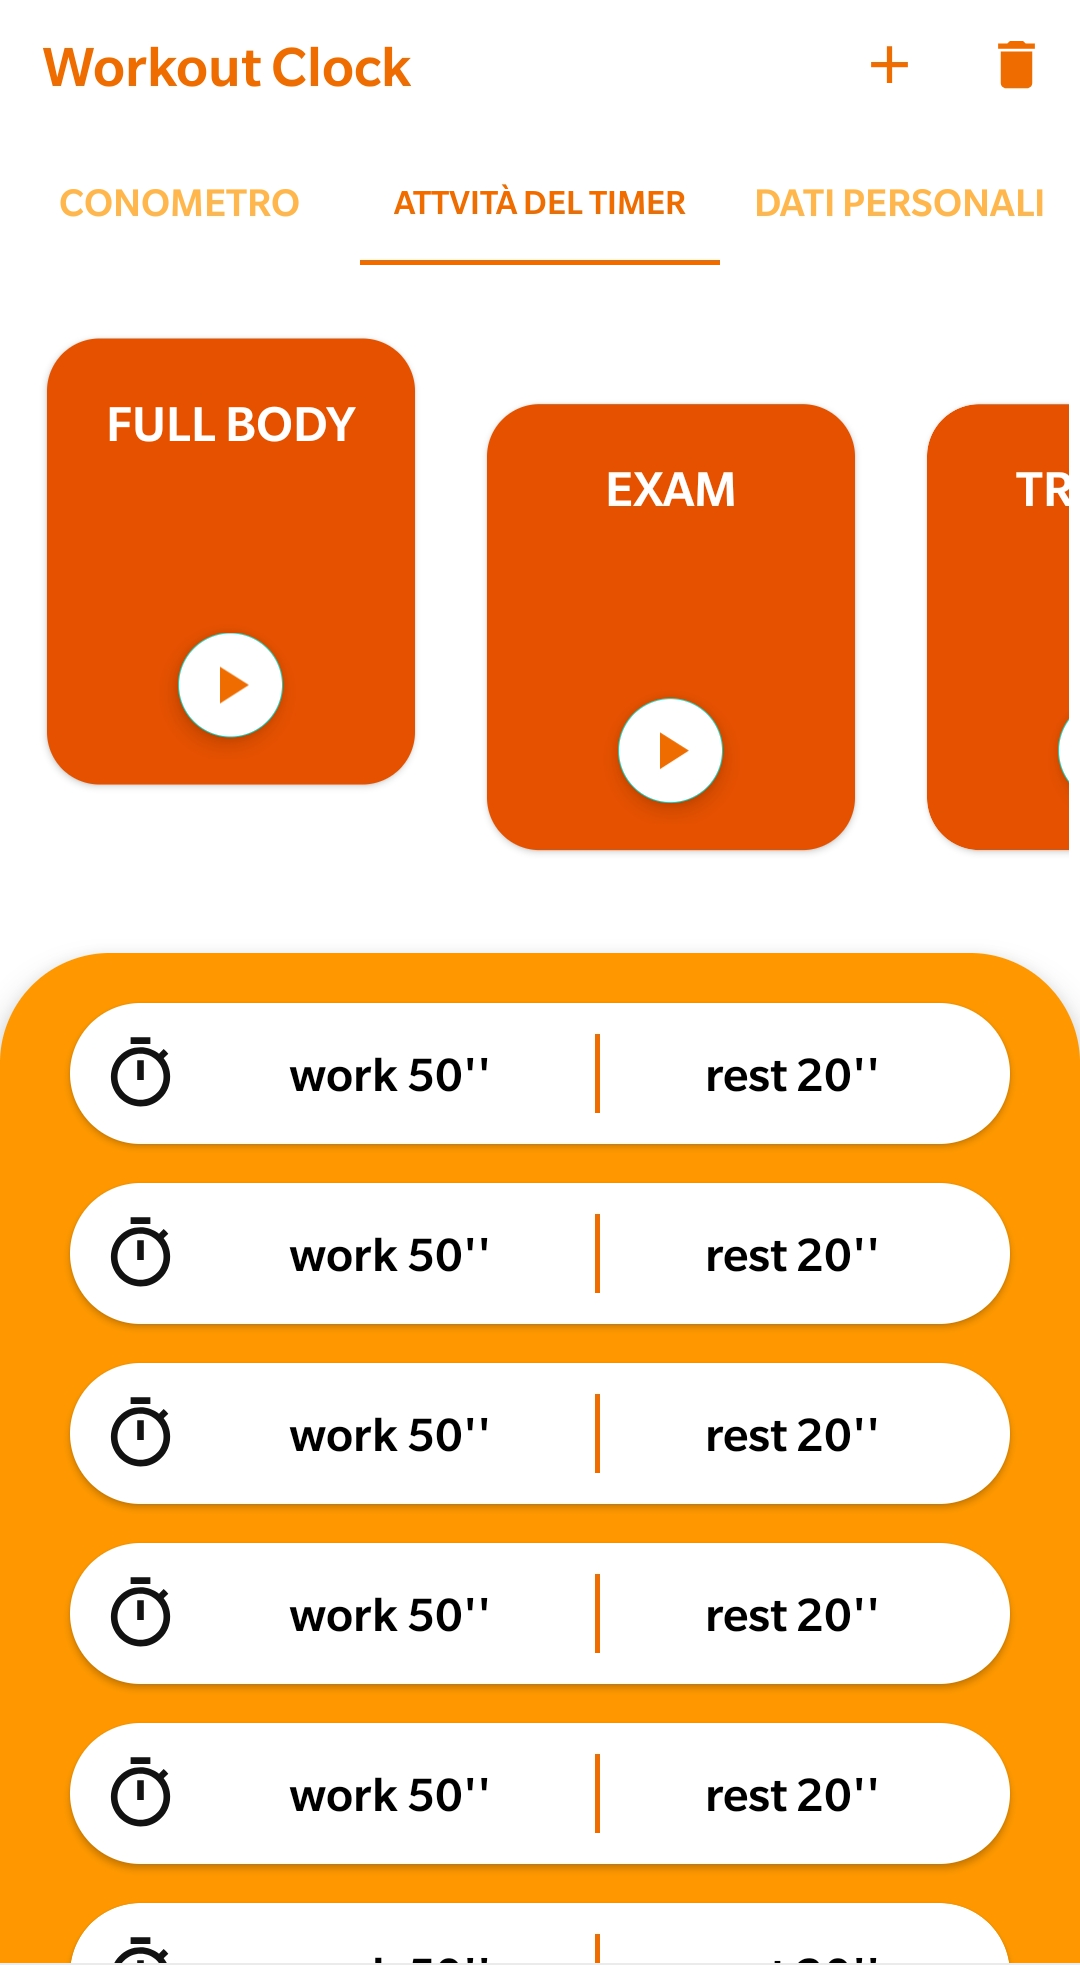 Workout Clock
CONOMETRO
ATTVITÀ DEL TIMER
DATI PERSONALI
FULL BODY
EXAM
TR
work 50''
rest 20''
work 50''
rest 20''
work 50''
rest 20''
work 50''
rest 20''
work 50''
rest 20''